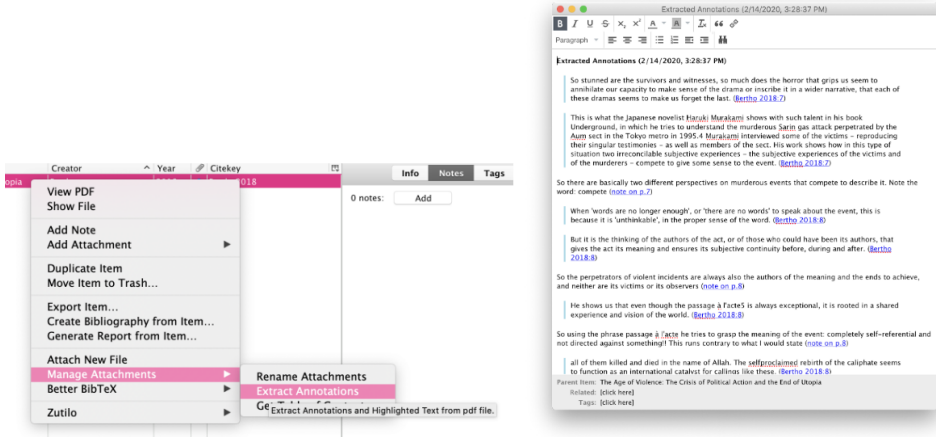 Creator Year Citekey
opia 2018
View PDF
Show File
Add Note
Add Attachment
Duplicate Item
Move Item to Trash...
Export Item...
Create Bibliography from Item...
Generate Report from Item...
Attach New File
Manage Attachments
Better BibTeX
Zutilo
Rename Attachments
Extract Annotations
Extract Annotations and Highlighted Text from pdf file.
Info Notes Tags
0 notes: Add
Extracted Annotations (2/14/2020, 3:28:37 PM)
B I U S X₂ X² A A Tx
Paragraph
Extracted Annotations (2/14/2020, 3:28:37 PM)
So stunned are the survivors and witnesses, so much does the horror that grips us seem to
annihilate our capacity to make sense of the drama or inscribe it in a wider narrative, that each of
these dramas seems to make us forget the last. (Bertho 2018:7)
This is what the Japanese novelist Haruki Murakami shows with such talent in his book
Underground, in which he tries to understand the murderous Sarin gas attack perpetrated by the
Aum sect in the Tokyo metro in 1995.4 Murakami interviewed some of the victims – reproducing
their singular testimonies – as well as members of the sect. His work shows how in this type of
situation two irreconcilable subjective experiences – the subjective experiences of the victims and
of the murderers – compete to give some sense to the event. (Bertho 2018:7)
So there are basically two different perspectives on murderous events that compete to describe it. Note the
word: compete (note on p.7)
When 'words are no longer enough', or 'there are no words' to speak about the event, this is
because it is 'unthinkable', in the proper sense of the word. (Bertho 2018:8)
But it is the thinking of the authors of the act, or of those who could have been its authors, that
gives the act its meaning and ensures its subjective continuity before, during and after. (Bertho
2018:8)
So the perpetrators of violent incidents are always also the authors of the meaning and the ends to achieve,
and neither are its victims or its observers (note on p.8)
He shows us that even though the passage à l'acte5 is always exceptional, it is rooted in a shared
experience and vision of the world. (Bertho 2018:8)
So using the phrase passage à l'acte he tries to grasp the meaning of the event: completely self-referential and
not directed against something!! This runs contrary to what I would state (note on p.8)
all of them killed and died in the name of Allah. The selfproclaimed rebirth of the caliphate seems
to function as an international catalyst for callings like these. (Bertho 2018:8)
Parent Item: The Age of Violence: The Crisis of Political Action and the End of Utopia
Related: [click here]
Tags: [click here]